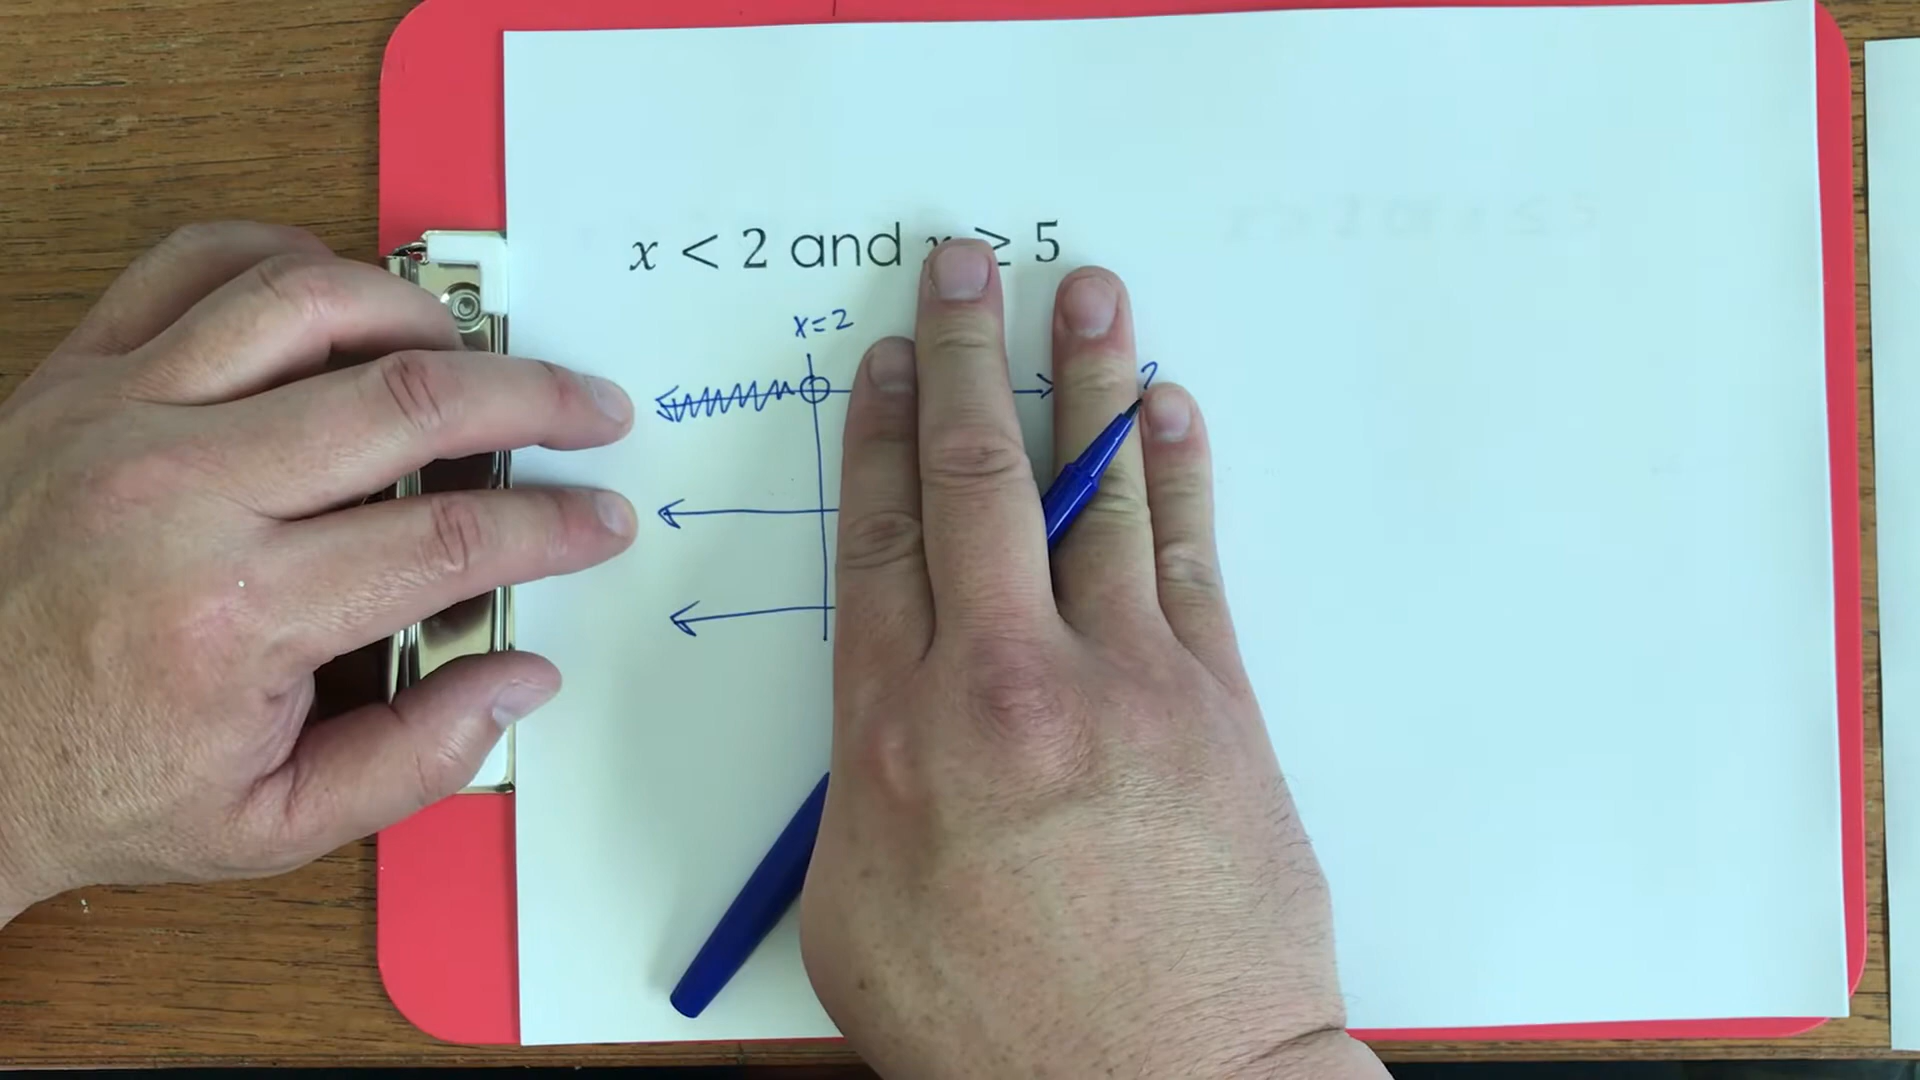 x < 2 and x ≥ 5
x=2